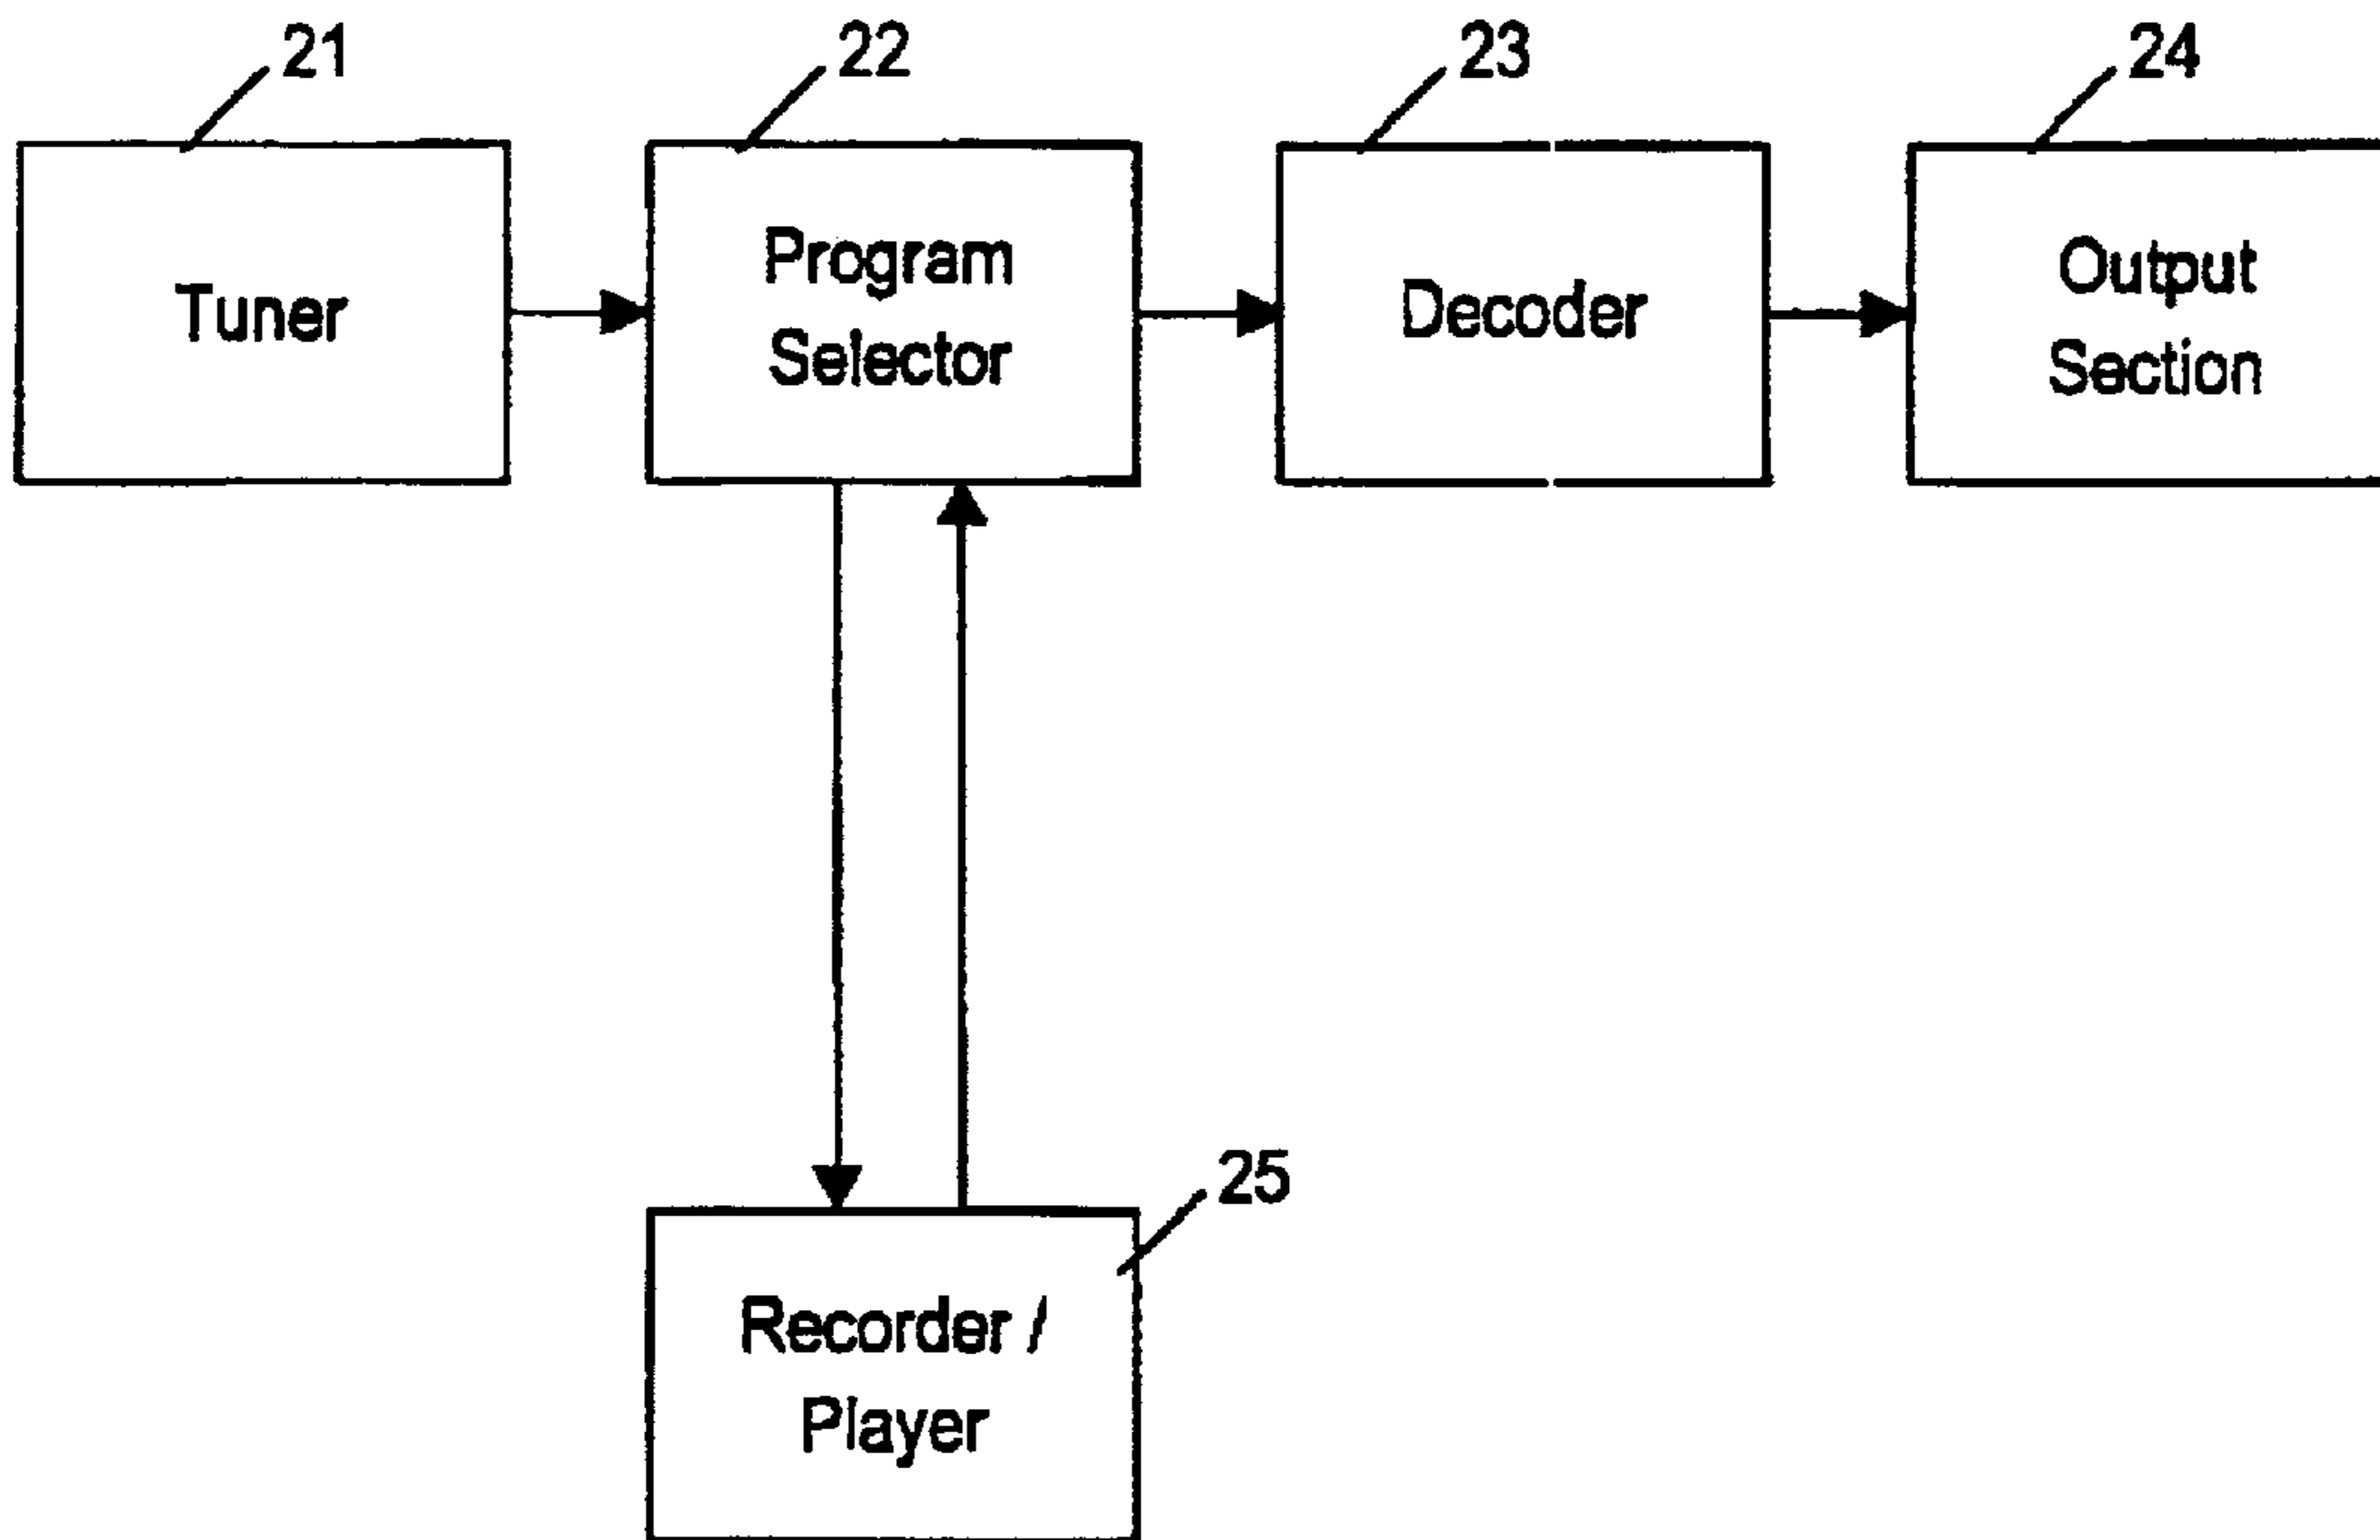 21
22
23
24
Tuner
Program
Selector
Decoder
Output
Section
25
Recorder /
Player